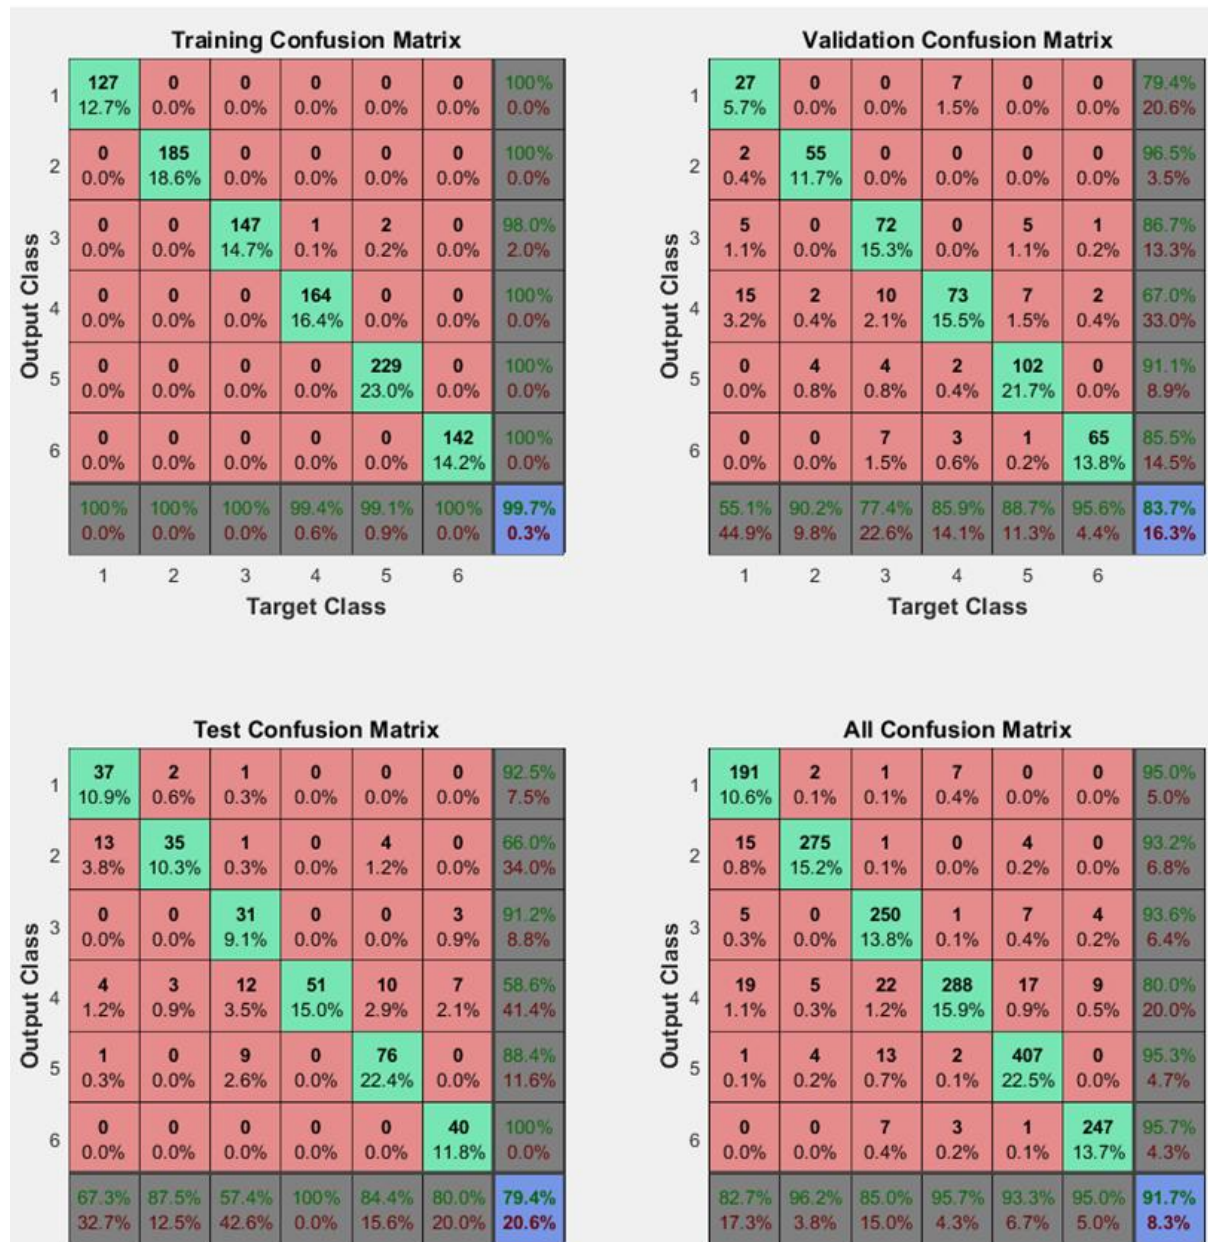 Training Confusion Matrix
Validation Confusion Matrix
1 127 0 0 0 0 0 100%
12.7% 0.0% 0.0% 0.0% 0.0% 0.0% 0.0%
2 0 185 0 0 0 0 100%
0.0% 18.6% 0.0% 0.0% 0.0% 0.0% 0.0%
3 0 0 147 1 2 0 98.0%
0.0% 0.0% 14.7% 0.1% 0.2% 0.0% 2.0%
4 0 0 0 164 0 0 100%
0.0% 0.0% 0.0% 16.4% 0.0% 0.0% 0.0%
5 0 0 0 0 229 0 100%
0.0% 0.0% 0.0% 0.0% 23.0% 0.0% 0.0%
6 0 0 0 0 0 142 100%
0.0% 0.0% 0.0% 0.0% 0.0% 14.2% 0.0%
100% 100% 100% 99.4% 99.1% 100% 99.7%
0.0% 0.0% 0.0% 0.6% 0.9% 0.0% 0.3%
1 2 3 4 5 6
Target Class
Output Class
1 27 0 0 7 0 0 79.4%
5.7% 0.0% 0.0% 1.5% 0.0% 0.0% 20.6%
2 2 55 0 0 0 0 96.5%
0.4% 11.7% 0.0% 0.0% 0.0% 0.0% 3.5%
3 5 0 72 0 5 1 86.7%
1.1% 0.0% 15.3% 0.0% 1.1% 0.2% 13.3%
4 15 2 10 73 7 2 67.0%
3.2% 0.4% 2.1% 15.5% 1.5% 0.4% 33.0%
5 0 4 4 2 102 0 91.1%
0.0% 0.8% 0.8% 0.4% 21.7% 0.0% 8.9%
6 0 0 7 3 1 65 85.5%
0.0% 0.0% 1.5% 0.6% 0.2% 13.8% 14.5%
55.1% 90.2% 77.4% 85.9% 88.7% 95.6% 83.7%
44.9% 9.8% 22.6% 14.1% 11.3% 4.4% 16.3%
1 2 3 4 5 6
Target Class
Output Class
Test Confusion Matrix
All Confusion Matrix
1 37 2 1 0 0 0 92.5%
10.9% 0.6% 0.3% 0.0% 0.0% 0.0% 7.5%
2 13 35 1 0 4 0 66.0%
3.8% 10.3% 0.3% 0.0% 1.2% 0.0% 34.0%
3 0 0 31 0 0 3 91.2%
0.0% 0.0% 9.1% 0.0% 0.0% 0.9% 8.8%
4 4 3 12 51 10 7 58.6%
1.2% 0.9% 3.5% 15.0% 2.9% 2.1% 41.4%
5 1 0 9 0 76 0 88.4%
0.3% 0.0% 2.6% 0.0% 22.4% 0.0% 11.6%
6 0 0 0 0 0 40 100%
0.0% 0.0% 0.0% 0.0% 0.0% 11.8% 0.0%
67.3% 87.5% 57.4% 100% 84.4% 80.0% 79.4%
32.7% 12.5% 42.6% 0.0% 15.6% 20.0% 20.6%
Output Class
1 191 2 1 7 0 0 95.0%
10.6% 0.1% 0.1% 0.4% 0.0% 0.0% 5.0%
2 15 275 1 0 4 0 93.2%
0.8% 15.2% 0.1% 0.0% 0.2% 0.0% 6.8%
3 5 0 250 1 7 4 93.6%
0.3% 0.0% 13.8% 0.1% 0.4% 0.2% 6.4%
4 19 5 22 288 17 9 80.0%
1.1% 0.3% 1.2% 15.9% 0.9% 0.5% 20.0%
5 1 4 13 2 407 0 95.3%
0.1% 0.2% 0.7% 0.1% 22.5% 0.0% 4.7%
6 0 0 7 3 1 247 95.7%
0.0% 0.0% 0.4% 0.2% 0.1% 13.7% 4.3%
82.7% 96.2% 85.0% 95.7% 93.3% 95.0% 91.7%
17.3% 3.8% 15.0% 4.3% 6.7% 5.0% 8.3%
Output Class